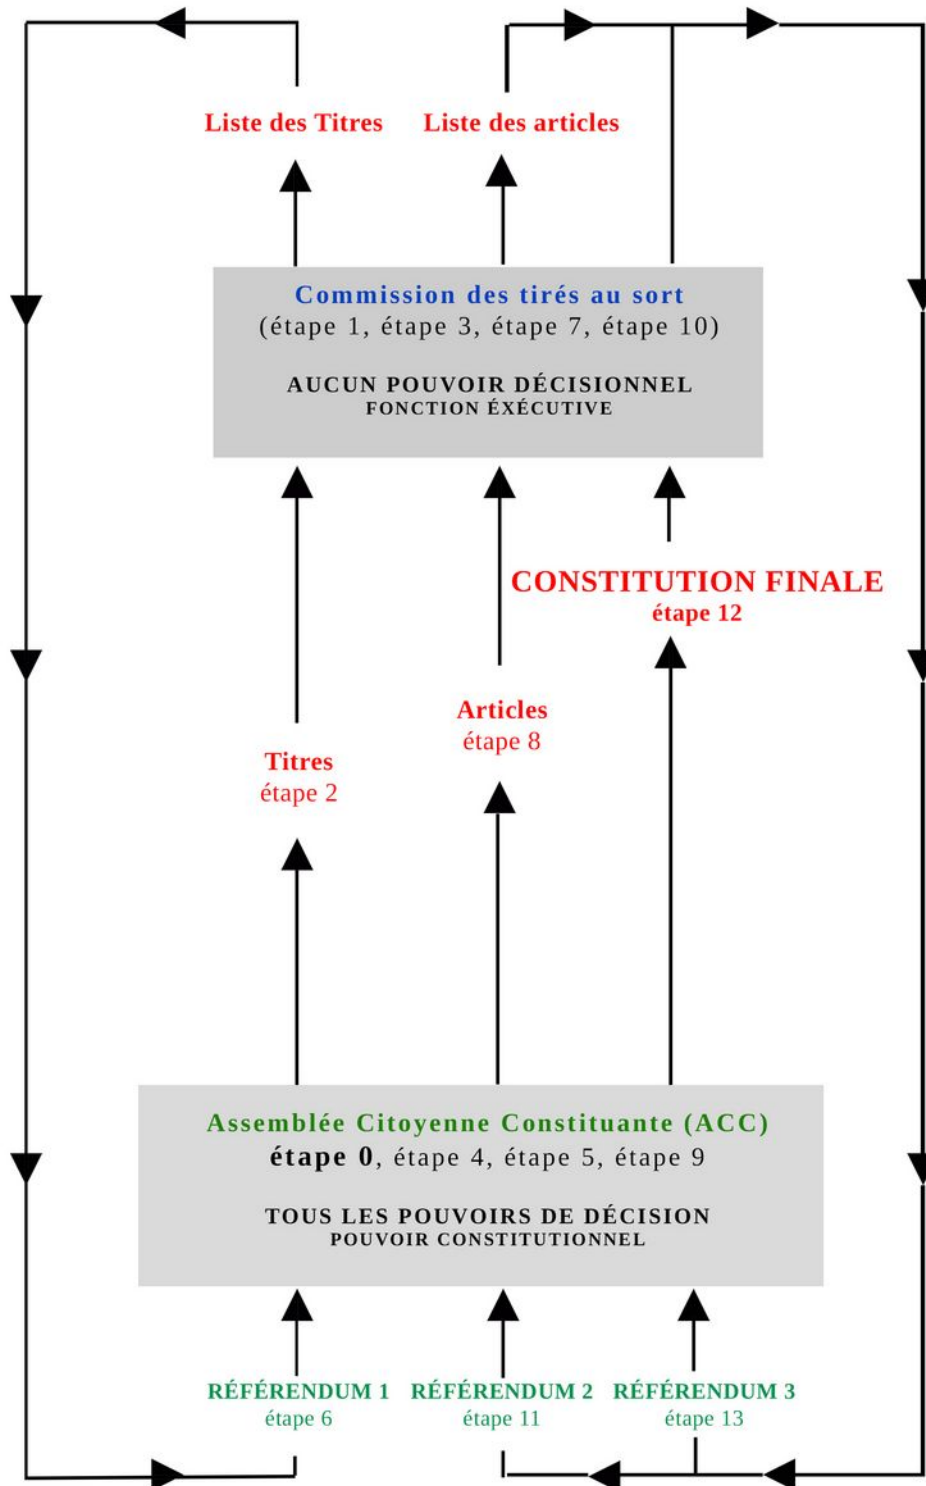 Liste des Titres
Liste des articles
Commission des tirés au sort
(étape 1, étape 3, étape 7, étape 10)
AUCUN POUVOIR DÉCISIONNEL
FONCTION ÉXÉCUTIVE
CONSTITUTION FINALE
étape 12
Articles
étape 8
Titres
étape 2
Assemblée Citoyenne Constituante (ACC)
étape 0, étape 4, étape 5, étape 9
TOUS LES POUVOIRS DE DÉCISION
POUVOIR CONSTITUTIONNEL
RÉFÉRENDUM 1
étape 6
RÉFÉRENDUM 2
étape 11
RÉFÉRENDUM 3
étape 13